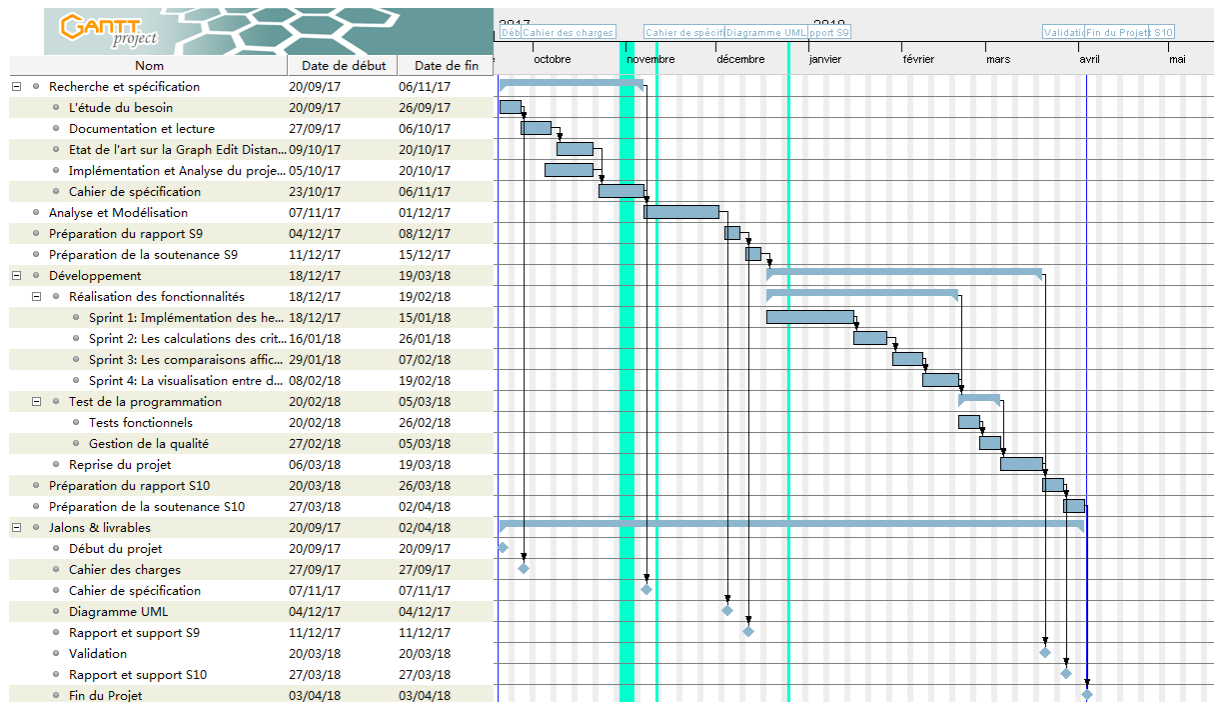 GANTT
project
2017
2018
Déb Cahier des charges Cahier de spécifi Diagramme UML pport S9 Validatio Fin du Projet t S10
Nom Date de début Date de fin octobre novembre décembre janvier février mars avril mai
Recherche et spécification 20/09/17 06/11/17
L'étude du besoin 20/09/17 26/09/17
Documentation et lecture 27/09/17 06/10/17
Etat de l'art sur la Graph Edit Distan... 09/10/17 20/10/17
Implémentation et Analyse du proje... 05/10/17 20/10/17
Cahier de spécification 23/10/17 06/11/17
Analyse et Modélisation 07/11/17 01/12/17
Préparation du rapport S9 04/12/17 08/12/17
Préparation de la soutenance S9 11/12/17 15/12/17
Développement 18/12/17 19/03/18
Réalisation des fonctionnalités 18/12/17 19/02/18
Sprint 1: Implémentation des he... 18/12/17 15/01/18
Sprint 2: Les calculations des crit... 16/01/18 26/01/18
Sprint 3: Les comparaisons affic... 29/01/18 07/02/18
Sprint 4: La visualisation entre d... 08/02/18 19/02/18
Test de la programmation 20/02/18 05/03/18
Tests fonctionnels 20/02/18 26/02/18
Gestion de la qualité 27/02/18 05/03/18
Reprise du projet 06/03/18 19/03/18
Préparation du rapport S10 20/03/18 26/03/18
Préparation de la soutenance S10 27/03/18 02/04/18
Jalons & livrables 20/09/17 02/04/18
Début du projet 20/09/17 20/09/17
Cahier des charges 27/09/17 27/09/17
Cahier de spécification 07/11/17 07/11/17
Diagramme UML 04/12/17 04/12/17
Rapport et support S9 11/12/17 11/12/17
Validation 20/03/18 20/03/18
Rapport et support S10 27/03/18 27/03/18
Fin du Projet 03/04/18 03/04/18